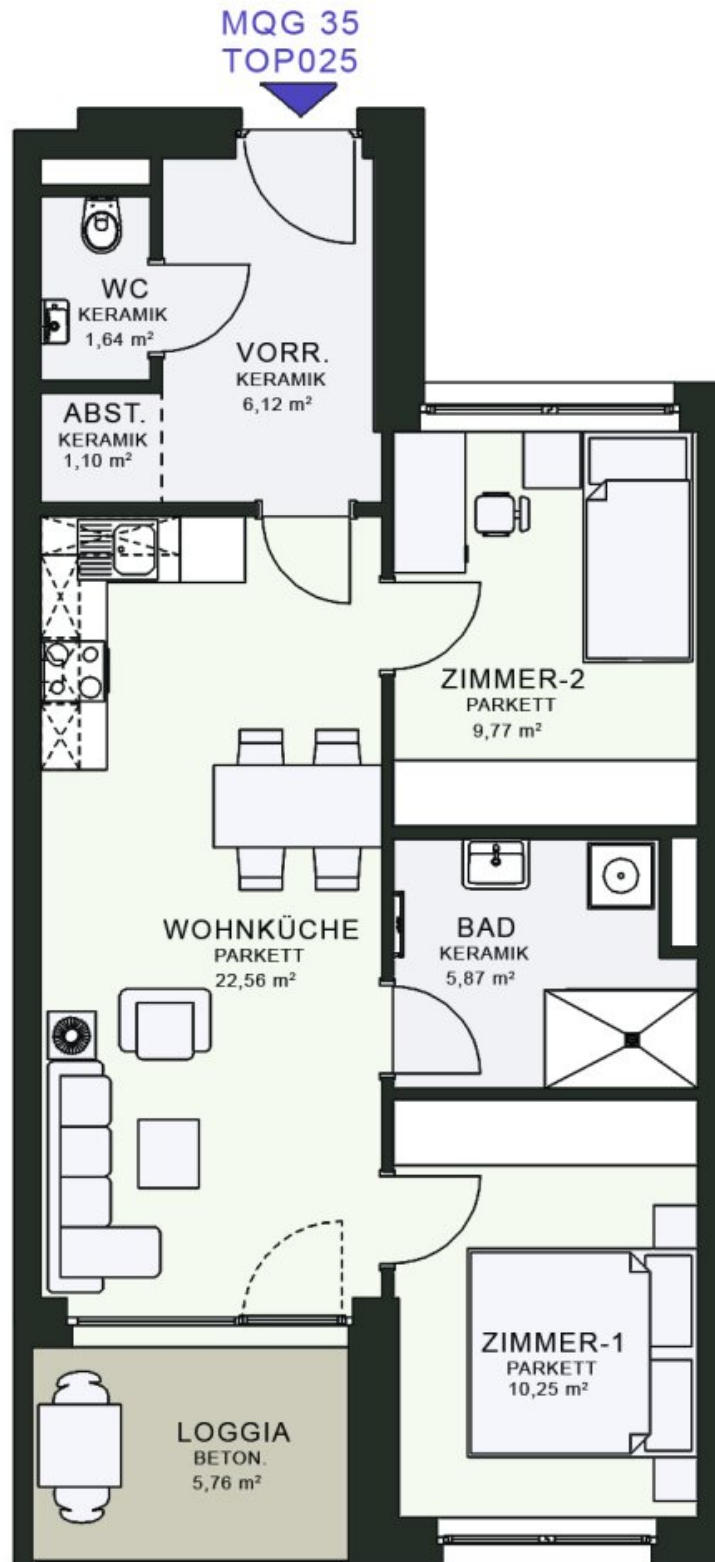 MQG 35
TOP025
WC
KERAMIK
1,64 m²
VORR.
KERAMIK
6,12 m²
ABST.
KERAMIK
1,10 m²
ZIMMER-2
PARKETT
9,77 m²
WOHNKÜCHE
PARKETT
22,56 m²
BAD
KERAMIK
5,87 m²
ZIMMER-1
PARKETT
10,25 m²
LOGGIA
BETON.
5,76 m²